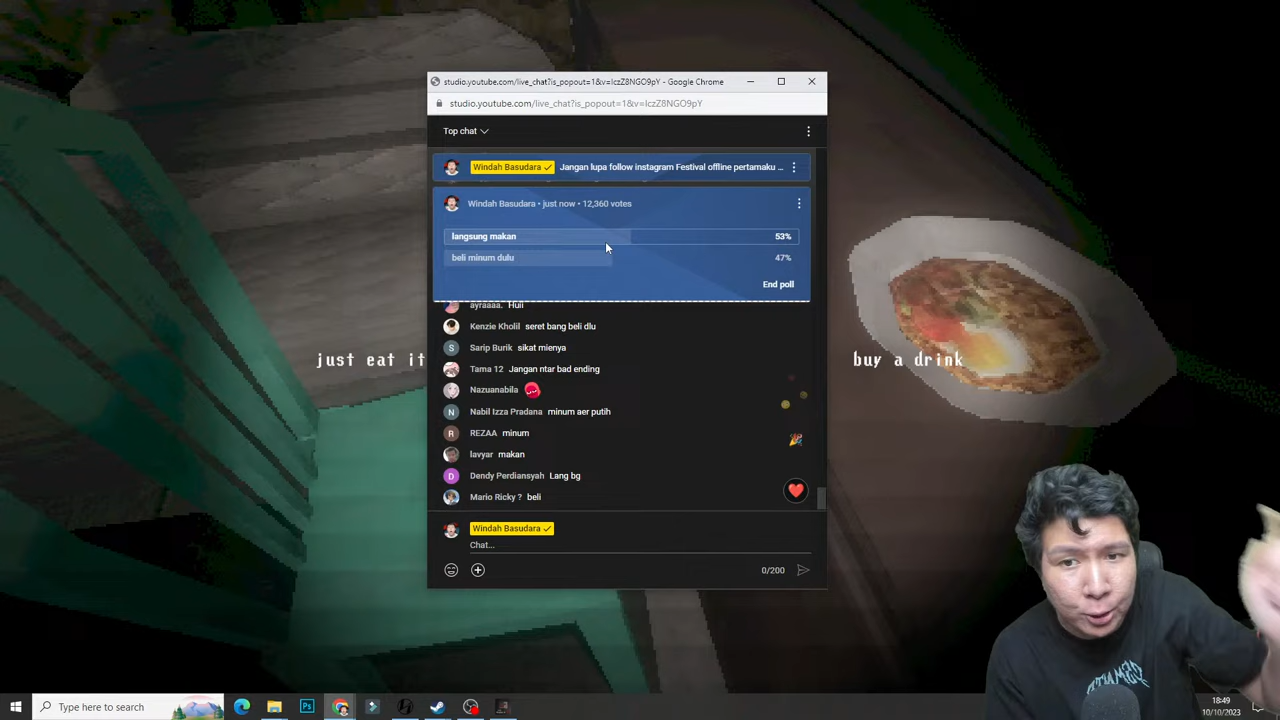 studio.youtube.com/live_chat?is_popout=1&v=IczZ8NGO9pY - Google Chrome
studio.youtube.com/live_chat?is_popout=1&v=IczZ8NGO9pY
Top chat
Windah Basudara Jangan lupa follow instagram Festival offline pertamaku ...
Windah Basudara • just now • 12,360 votes
langsung makan 53%
beli minum dulu 47%
End poll
ayraaaa. Huii
Kenzie Kholil seret bang beli dlu
Sarip Burik sikat mienya
just eat it
buy a drink
Tama 12 Jangan ntar bad ending
Nazuanabila
N Nabil Izza Pradana minum aer putih
R REZAA minum
lavyar makan
D Dendy Perdiansyah Lang bg
Mario Ricky ? beli
Windah Basudara
Chat...
0/200
Type here to search
Ps
18:49
10/10/2023